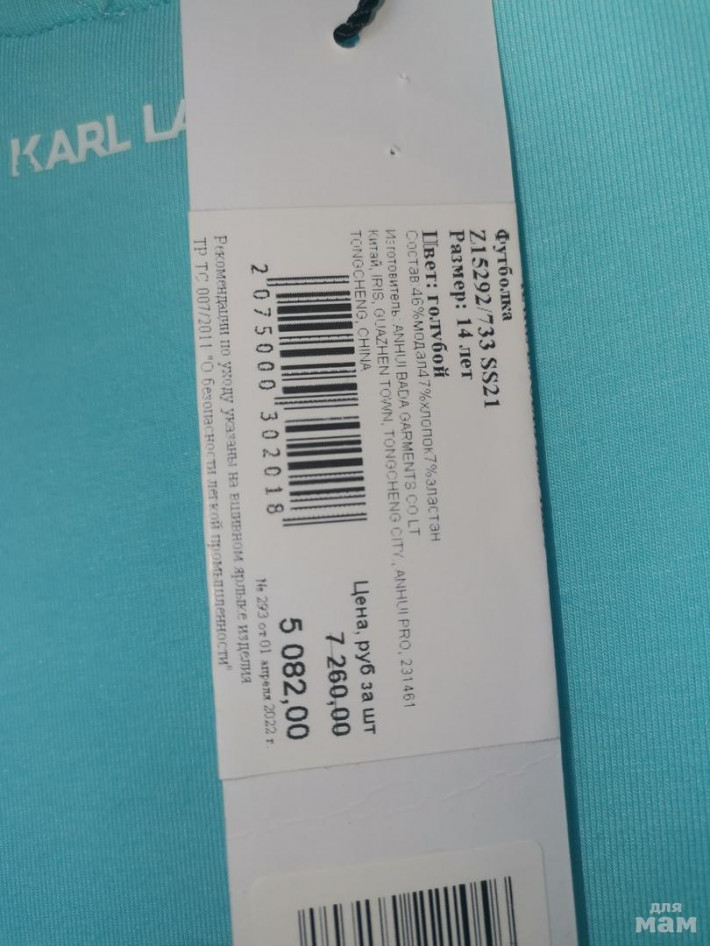 KARL LA
Футболка
Z15292/733 SS21
Размер: 14 лет
Цвет: голубой
Состав 46%модал47%хлопок7%эластан
Изготовитель: ANHUI BADA GARMENTS CO LT
Китай, IRIS, GUAZHEN TOWN, TONGCHENG CITY , ANHUI PRO, 231461
TONGCHENG, CHINA
2 075000 302018
Цена, руб за шт
7 260,00
5 082,00
№ 293 от 01 апреля 2022 г.
Рекомендации по уходу указаны на вшивном ярлыке изделия
ТР ТС 007/2011 "О безопасности легкой промышленности"
для
мам